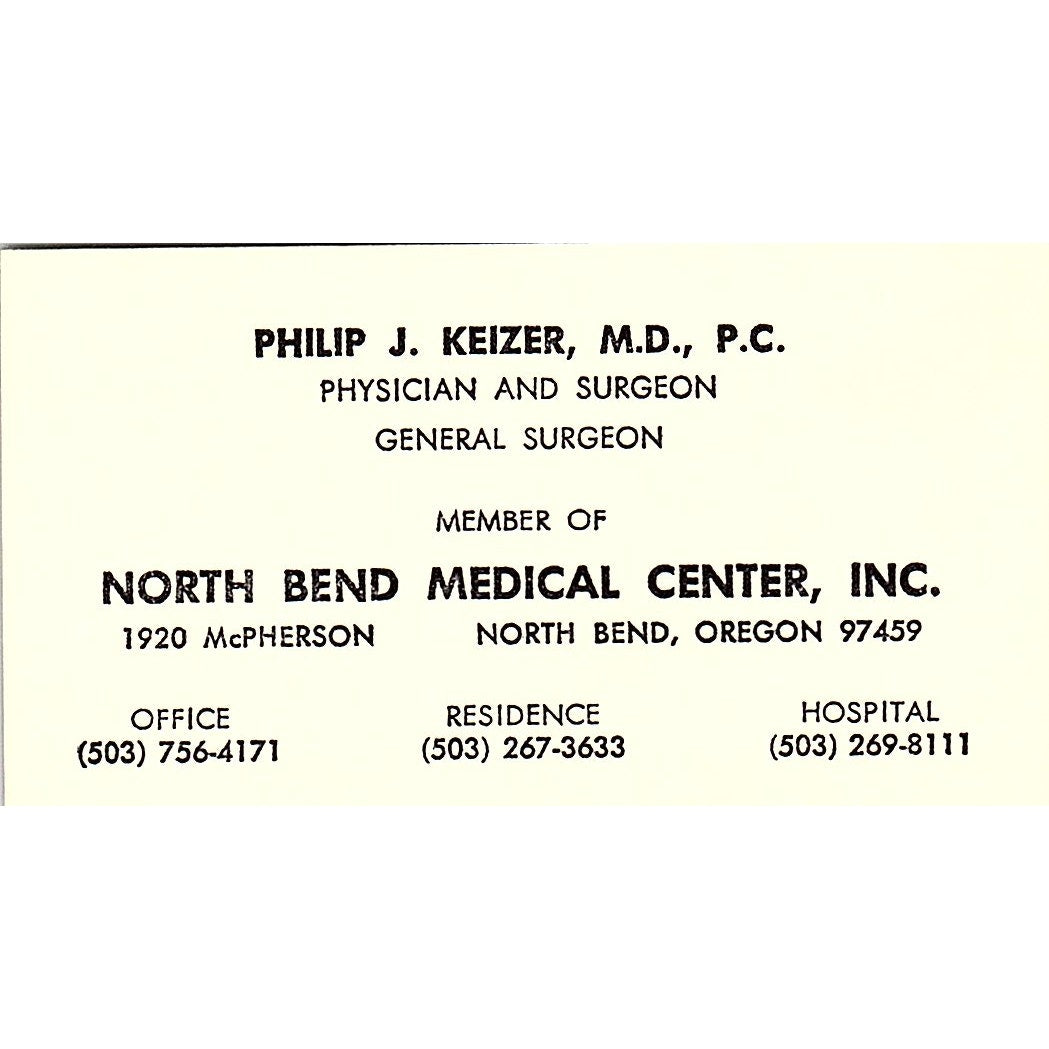 PHILIP J. KEIZER, M.D., P.C.
PHYSICIAN AND SURGEON
GENERAL SURGEON
MEMBER OF
NORTH BEND MEDICAL CENTER, INC.
1920 McPHERSON NORTH BEND, OREGON 97459
OFFICE RESIDENCE HOSPITAL
(503) 756-4171 (503) 267-3633 (503) 269-8111